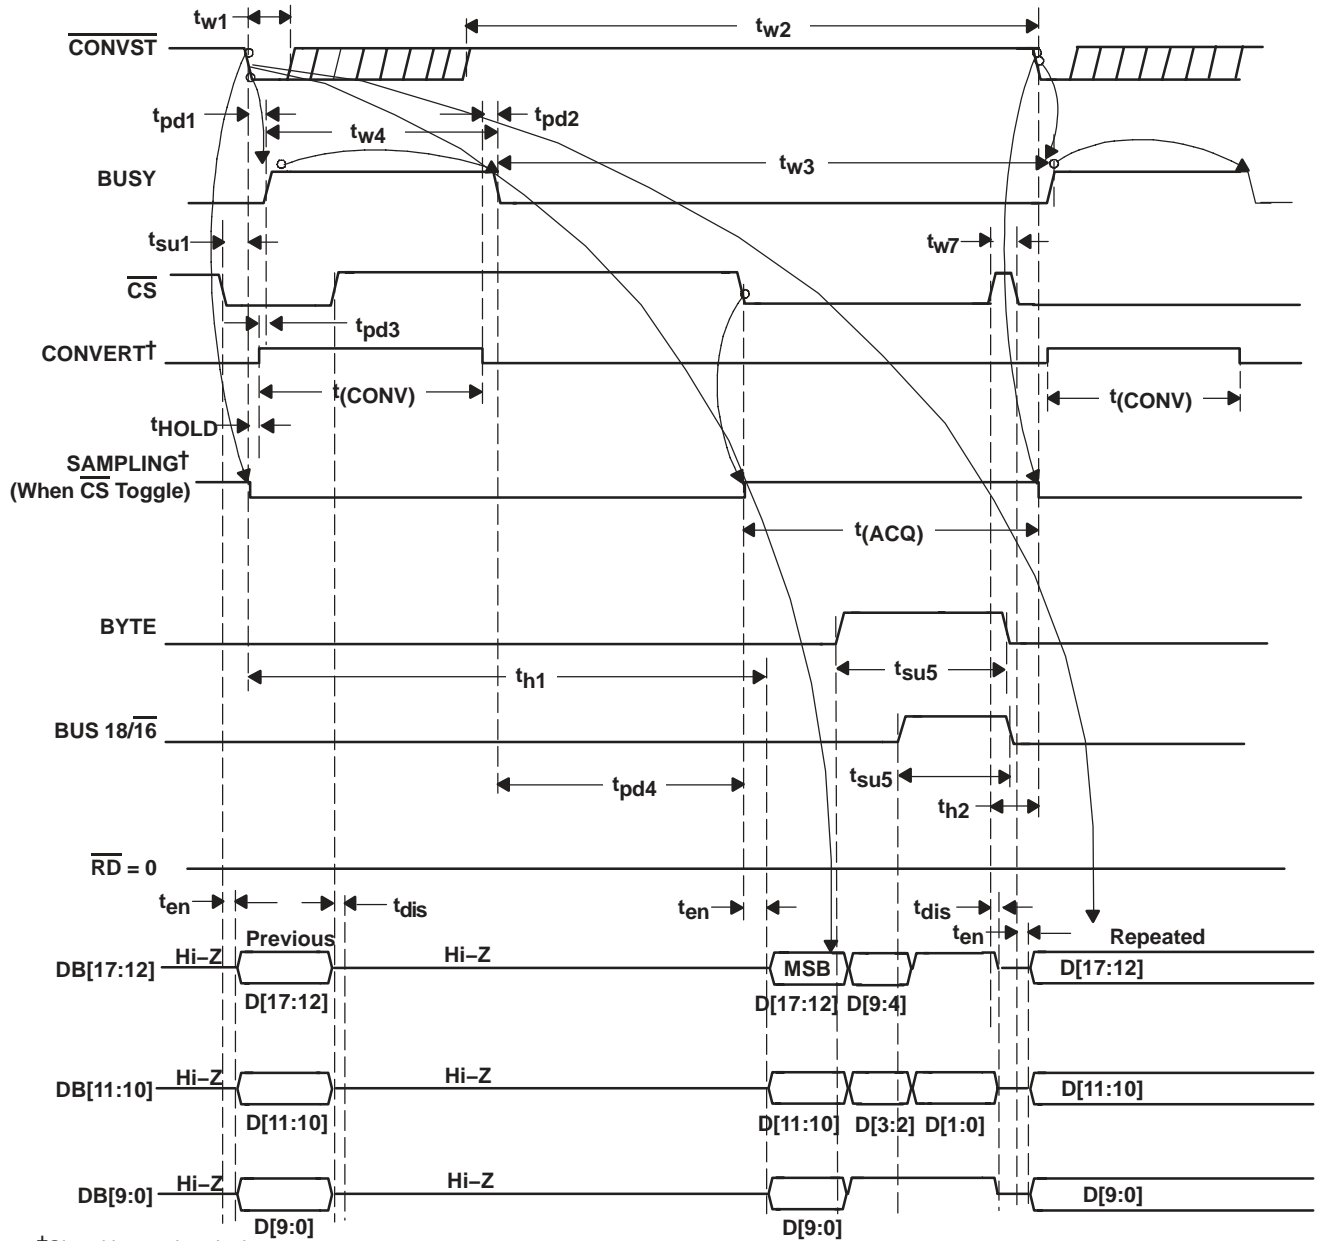 tw1
tw2
CONVST
tpd1
tw4
tpd2
tw3
BUSY
tsu1
tw7
CS
tpd3
CONVERT†
t(CONV)
t(CONV)
tHOLD
SAMPLING†
(When CS Toggle)
t(ACQ)
BYTE
tsu5
th1
BUS 18/16
tsu5
tpd4
th2
RD = 0
ten
tdis
ten
tdis
ten
Previous
Repeated
DB[17:12]
Hi–Z
Hi–Z
MSB
D[17:12]
D[17:12]
D[17:12]
D[9:4]
DB[11:10]
Hi–Z
Hi–Z
D[11:10]
D[11:10]
D[11:10]
D[3:2]
D[1:0]
DB[9:0]
Hi–Z
Hi–Z
D[9:0]
D[9:0]
D[9:0]